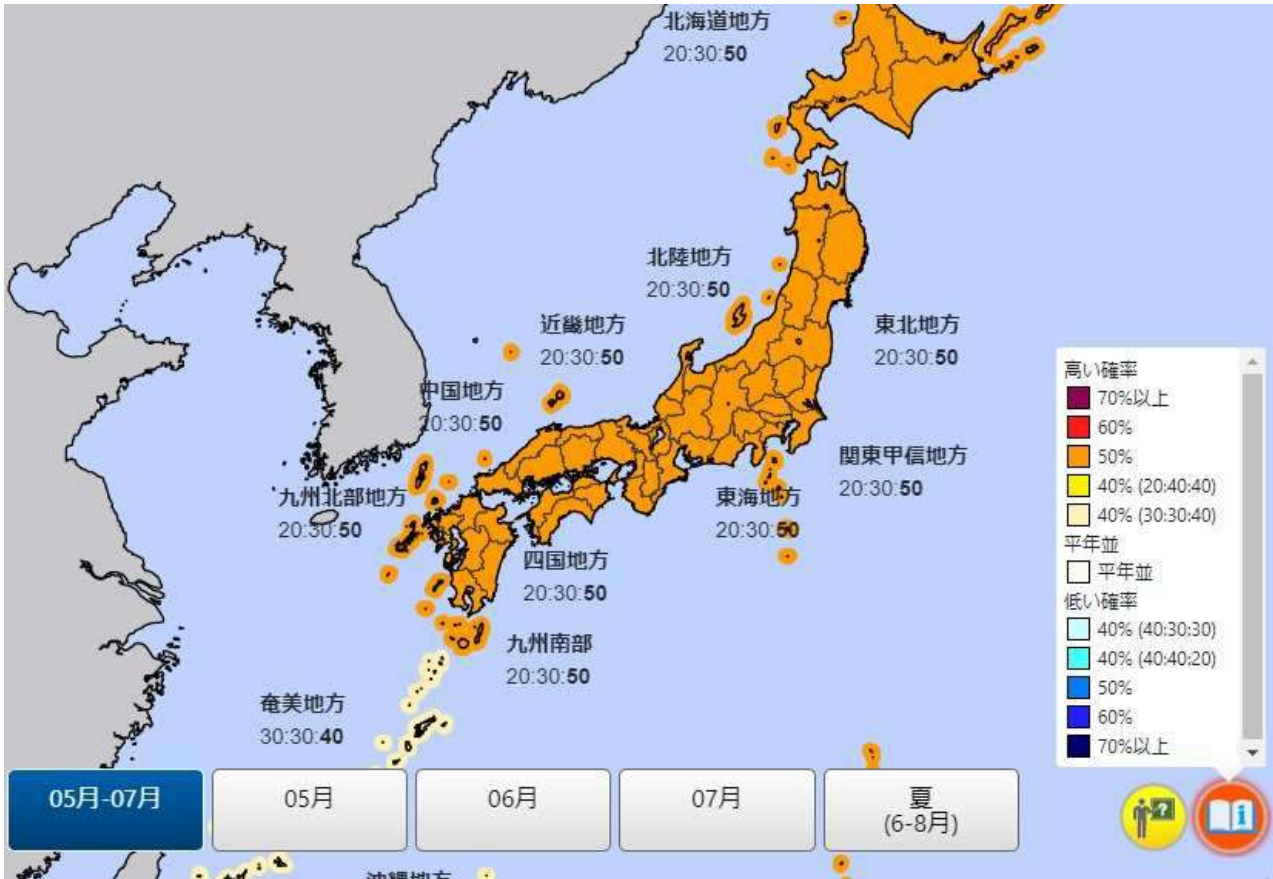 北海道地方
20:30:50
北陸地方
20:30:50
近畿地方
20:30:50
東北地方
20:30:50
中国地方
20:30:50
関東甲信地方
20:30:50
九州北部地方
20:30:50
東海地方
20:30:50
四国地方
20:30:50
九州南部
20:30:50
奄美地方
30:30:40
高い確率
70%以上
60%
50%
40% (20:40:40)
40% (30:30:40)
平年並
平年並
低い確率
40% (40:30:30)
40% (40:40:20)
50%
60%
70%以上
05月-07月
05月
06月
07月
夏
(6-8月)
?
i
沖縄地方